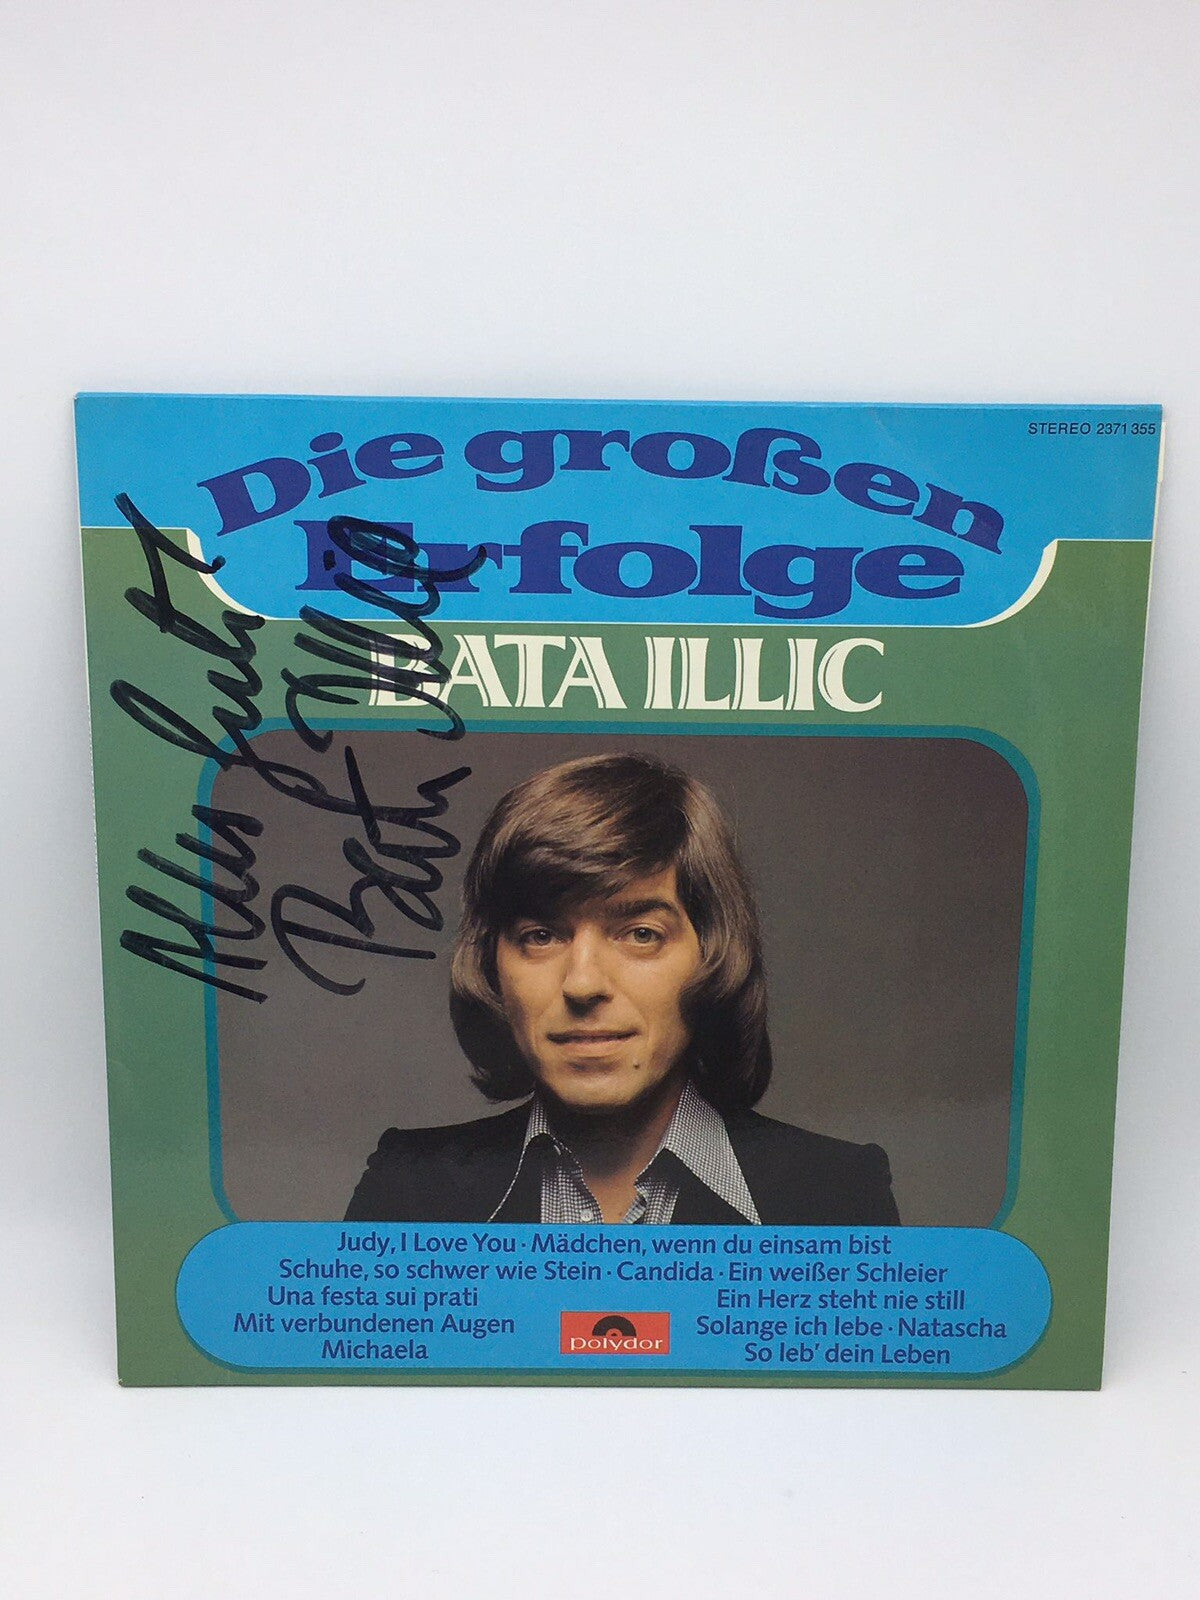 STEREO 2371 355
Die großen
Erfolge
BATA ILLIC
Alles Gute
Bata Illic
Judy, I Love You · Mädchen, wenn du einsam bist
Schuhe, so schwer wie Stein · Candida · Ein weißer Schleier
Una festa sui prati
Ein Herz steht nie still
Mit verbundenen Augen
Solange ich lebe · Natascha
Michaela
So leb' dein Leben
polydor